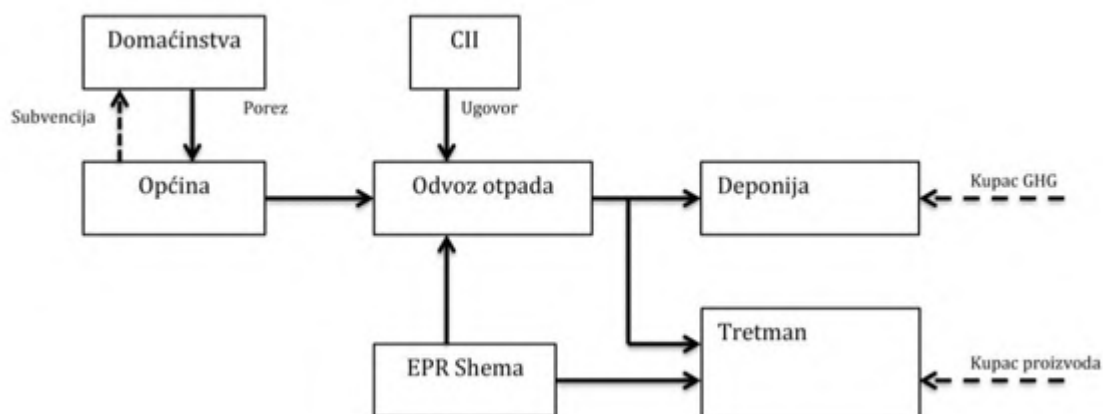 Domaćinstva
CII
Subvencija
Porez
Ugovor
Općina
Odvoz otpada
Deponija
Kupac GHG
Tretman
EPR Shema
Kupac proizvoda